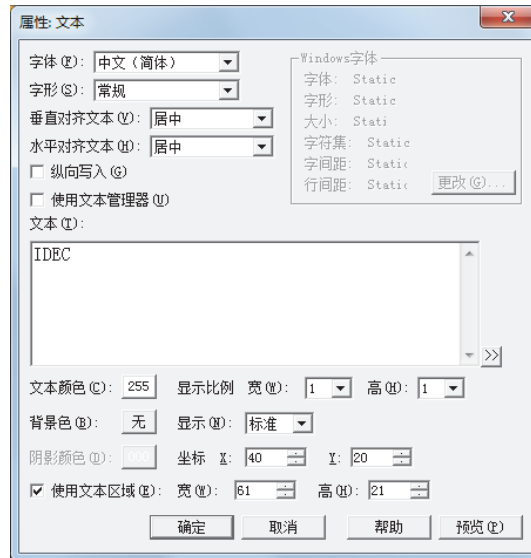 属性: 文本
字体(F): 中文（简体）
字形(S): 常规
垂直对齐文本(V): 居中
水平对齐文本(H): 居中
纵向写入(G)
使用文本管理器(U)
Windows字体
字体: Static
字形: Static
大小: Stati
字符集: Static
字间距: Static
行间距: Static
更改(G)...
文本(T):
IDEC
>>
文本颜色(C): 255 显示比例 宽(W): 1 高(H): 1
背景色(B): 无 显示(N): 标准
阴影颜色(D): 000 坐标 X: 40 Y: 20
使用文本区域(E): 宽(W): 61 高(H): 21
确定 取消 帮助 预览(P)